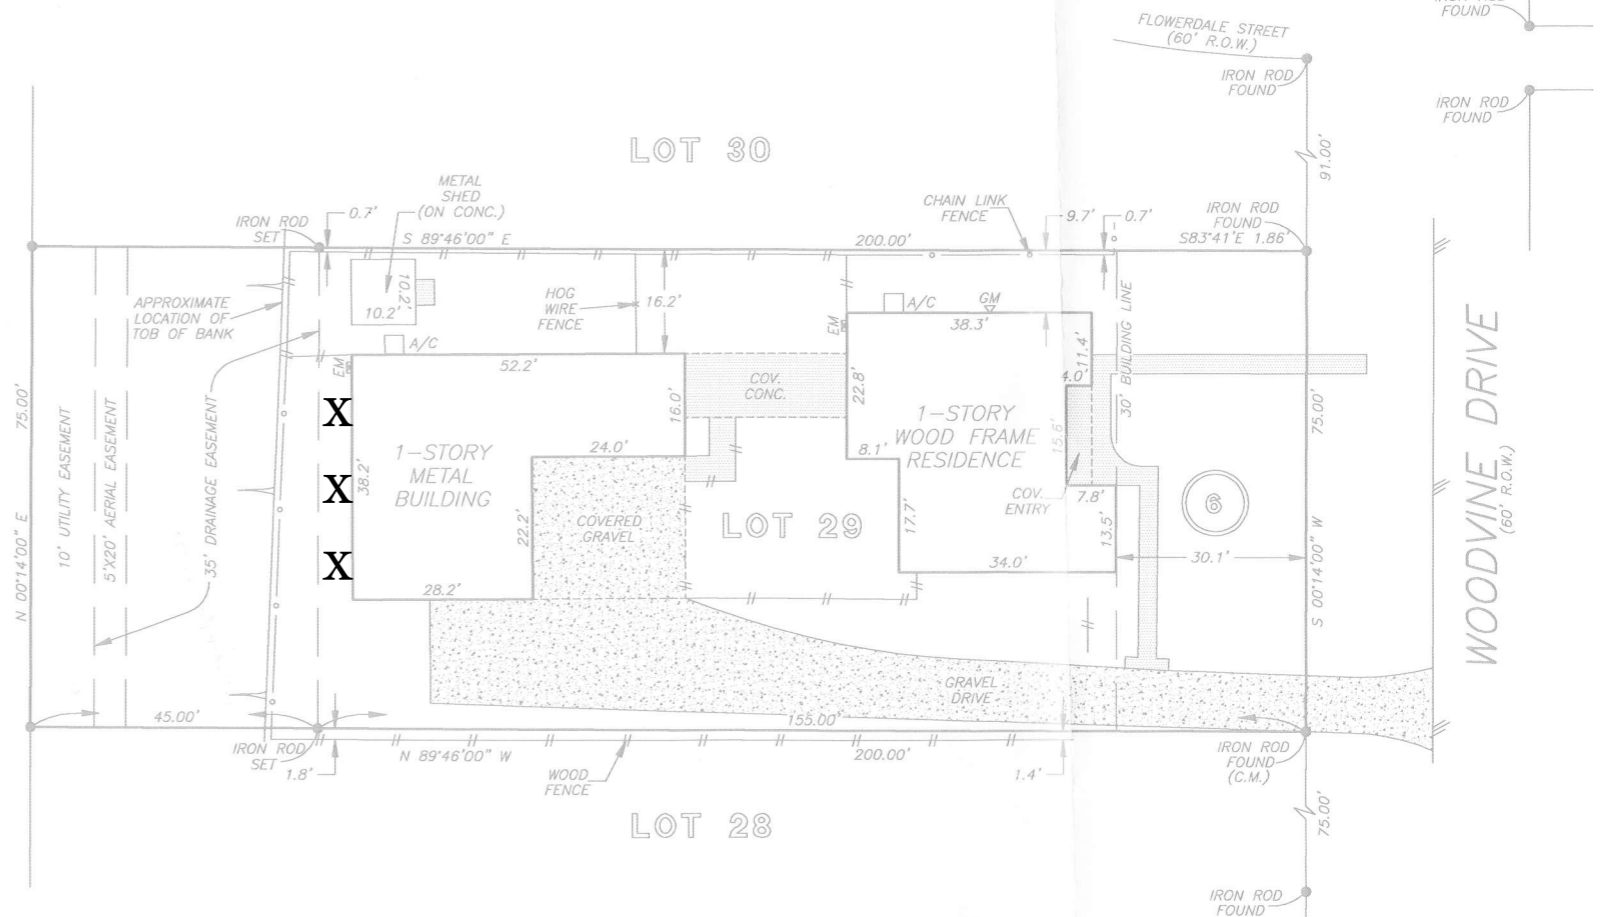 IRON ROD
FOUND
FLOWERDALE STREET
(60' R.O.W.)
IRON ROD
FOUND
IRON ROD
FOUND
91.00'
LOT 30
METAL
SHED
(ON CONC.)
CHAIN LINK
FENCE
9.7'
0.7'
IRON ROD
FOUND
S83°41'E 1.86'
IRON ROD
SET
0.7'
S 89°46'00" E
200.00'
APPROXIMATE
LOCATION OF
TOB OF BANK
10.2'
10.2'
HOG
WIRE
FENCE
16.2'
A/C
GM
38.3'
EM
A/C
EM
52.2'
COV.
CONC.
16.0'
22.8'
11.4'
4.0'
30' BUILDING LINE
75.00'
10' UTILITY EASEMENT
5'X20' AERIAL EASEMENT
35' DRAINAGE EASEMENT
X
X
X
38.2'
1-STORY
METAL
BUILDING
24.0'
22.2'
28.2'
COVERED
GRAVEL
LOT 29
1-STORY
WOOD FRAME
RESIDENCE
8.1'
17.7'
15.6'
COV.
ENTRY
7.8'
13.5'
34.0'
30.1'
6
75.00'
S 00°14'00" W
N 00°14'00" E
WOODVINE DRIVE
(60' R.O.W.)
GRAVEL
DRIVE
45.00'
155.00'
IRON ROD
SET
1.8'
N 89°46'00" W
WOOD
FENCE
200.00'
1.4'
IRON ROD
FOUND
(C.M.)
75.00'
LOT 28
IRON ROD
FOUND